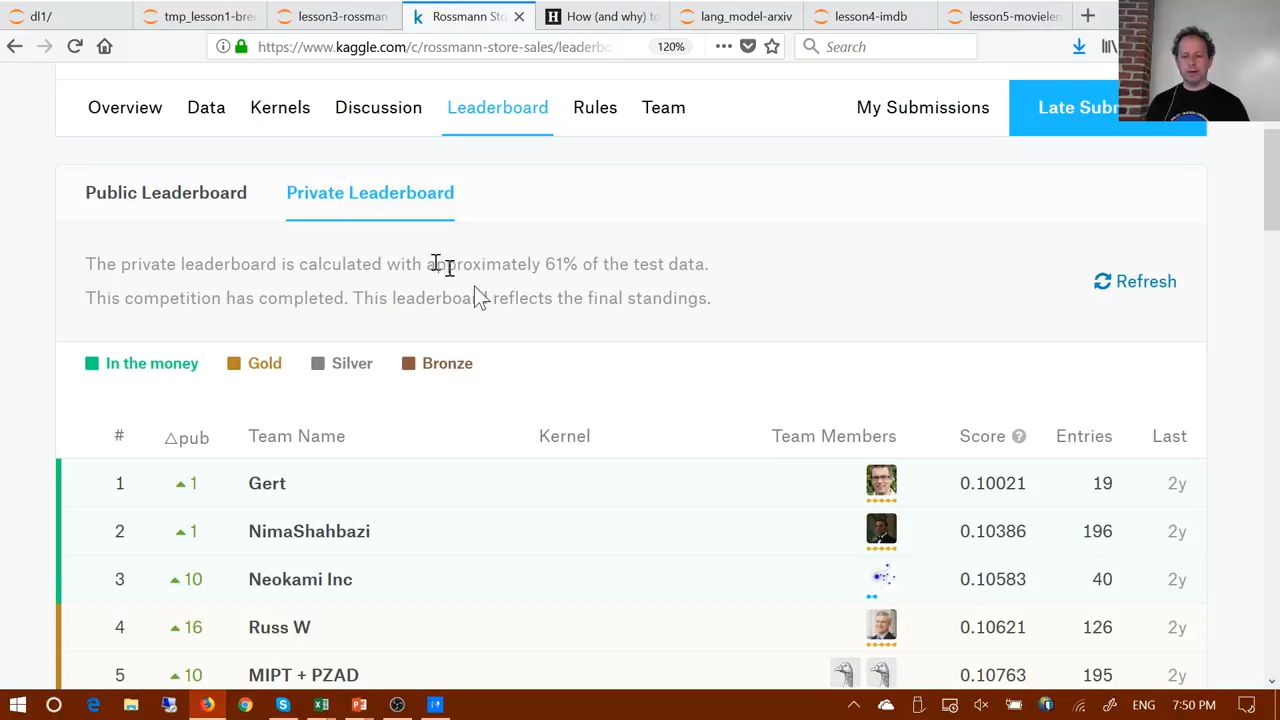 dl1/
tmp_lesson1-bree
lesson3-rossman
Rossmann Sto
How (and why) to
lang_model-arxiv
lesson4-imdb
lesson5-movielen
https://www.kaggle.com/c/rossmann-store-sales/leaderbo
120%
Search
Overview
Data
Kernels
Discussion
Leaderboard
Rules
Team
My Submissions
Late Subm
Public Leaderboard
Private Leaderboard
The private leaderboard is calculated with approximately 61% of the test data.
This competition has completed. This leaderboard reflects the final standings.
Refresh
In the money
Gold
Silver
Bronze
# △pub Team Name Kernel Team Members Score Entries Last
1 1 Gert 0.10021 19 2y
2 1 NimaShahbazi 0.10386 196 2y
3 10 Neokami Inc 0.10583 40 2y
4 16 Russ W 0.10621 126 2y
5 10 MIPT + PZAD 0.10763 195 2y
ENG 7:50 PM